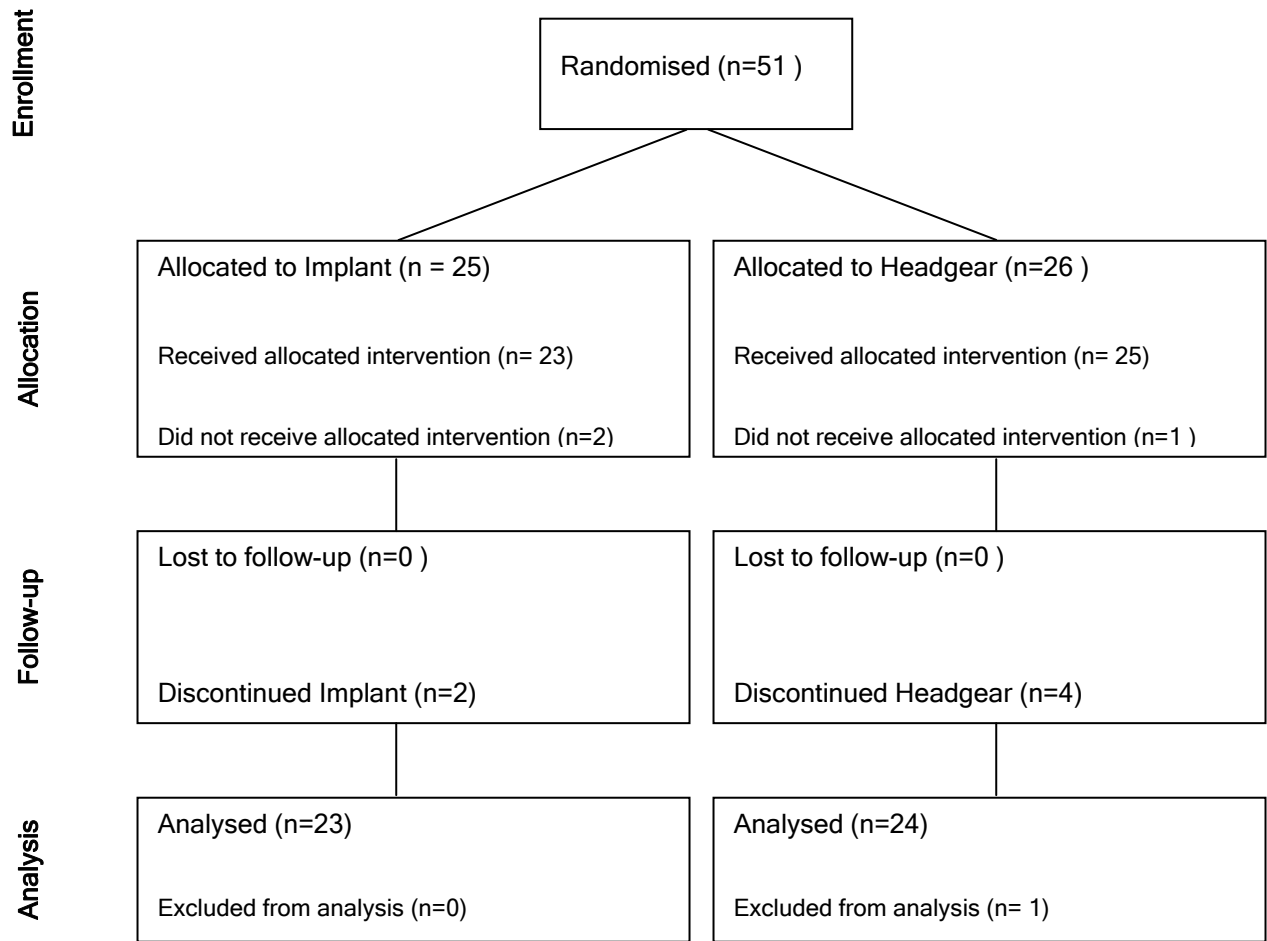 Enrollment
Randomised (n=51 )
Allocation
Allocated to Implant (n = 25)
Received allocated intervention (n= 23)
Did not receive allocated intervention (n=2)
Allocated to Headgear (n=26 )
Received allocated intervention (n= 25)
Did not receive allocated intervention (n=1 )
Follow-up
Lost to follow-up (n=0 )
Discontinued Implant (n=2)
Lost to follow-up (n=0 )
Discontinued Headgear (n=4)
Analysis
Analysed (n=23)
Excluded from analysis (n=0)
Analysed (n=24)
Excluded from analysis (n= 1)